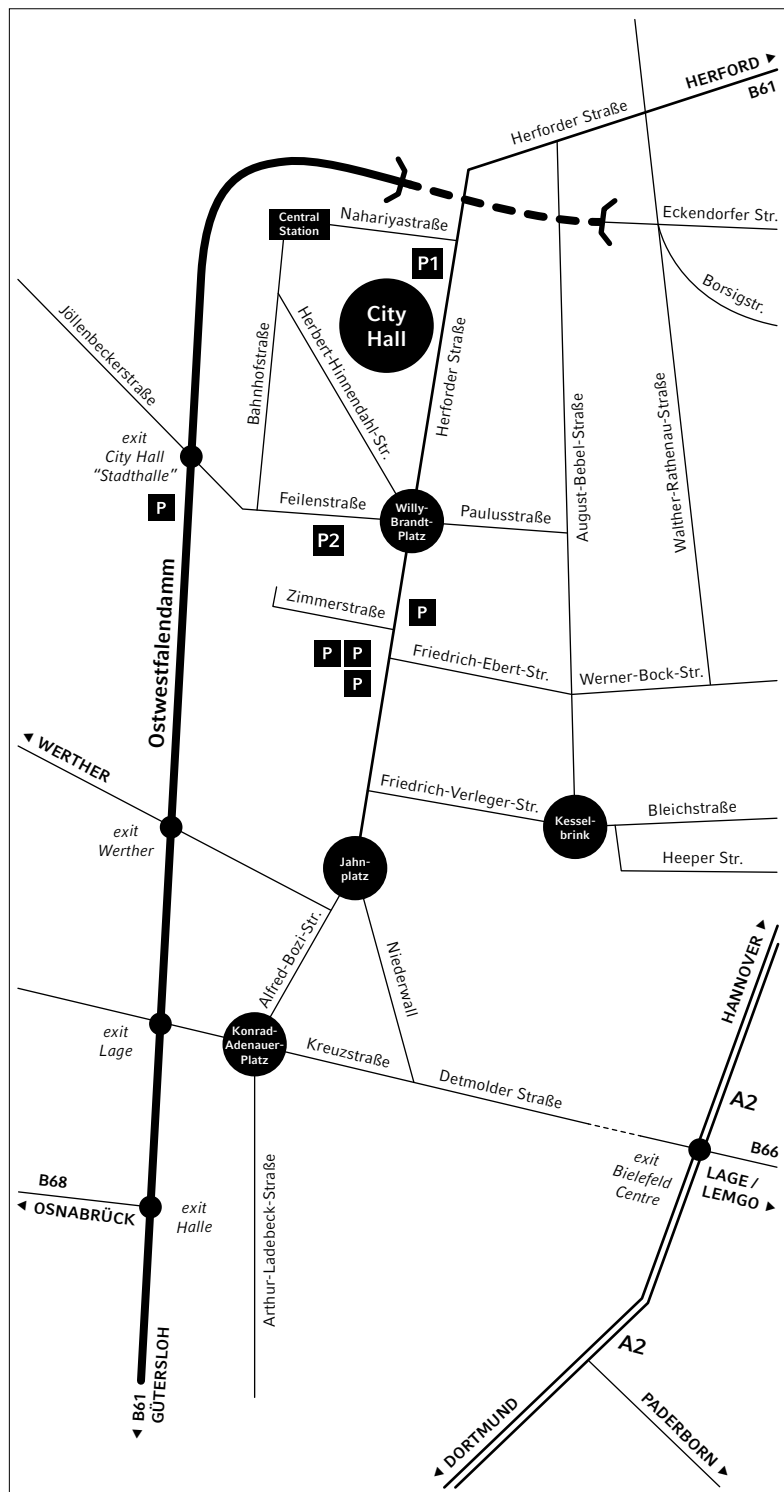 HERFORD
B61
Herforder Straße
Eckendorfer Str.
Central
Station
Nahariyastraße
P1
Borsigstr.
City
Hall
Jöllenbeckerstraße
Bahnhofstraße
Herbert-Hinnendahl-Str.
Herforder Straße
August-Bebel-Straße
Walther-Rathenau-Straße
exit
City Hall
"Stadthalle"
P
Feilenstraße
Willy-
Brandt-
Platz
Paulusstraße
P2
Ostwestfalendamm
Zimmerstraße
P
P
P
P
Friedrich-Ebert-Str.
Werner-Bock-Str.
WERTHER
Friedrich-Verleger-Str.
Kessel-
brink
Bleichstraße
Heeper Str.
exit
Werther
Jahn-
platz
Alfred-Bozi-Str.
Niederwall
HANNOVER
exit
Lage
Konrad-
Adenauer-
Platz
Kreuzstraße
Detmolder Straße
A2
B66
exit
Bielefeld
Centre
LAGE /
LEMGO
B68
OSNABRÜCK
exit
Halle
Arthur-Ladebeck-Straße
A2
B61
GÜTERSLOH
DORTMUND
PADERBORN